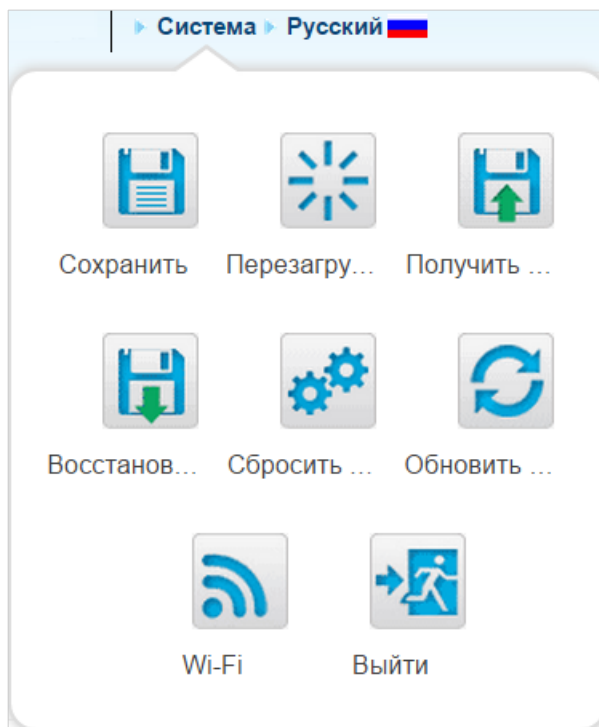 Система Русский
Сохранить Перезагру... Получить ...
Восстанов... Сбросить ... Обновить ...
Wi-Fi Выйти